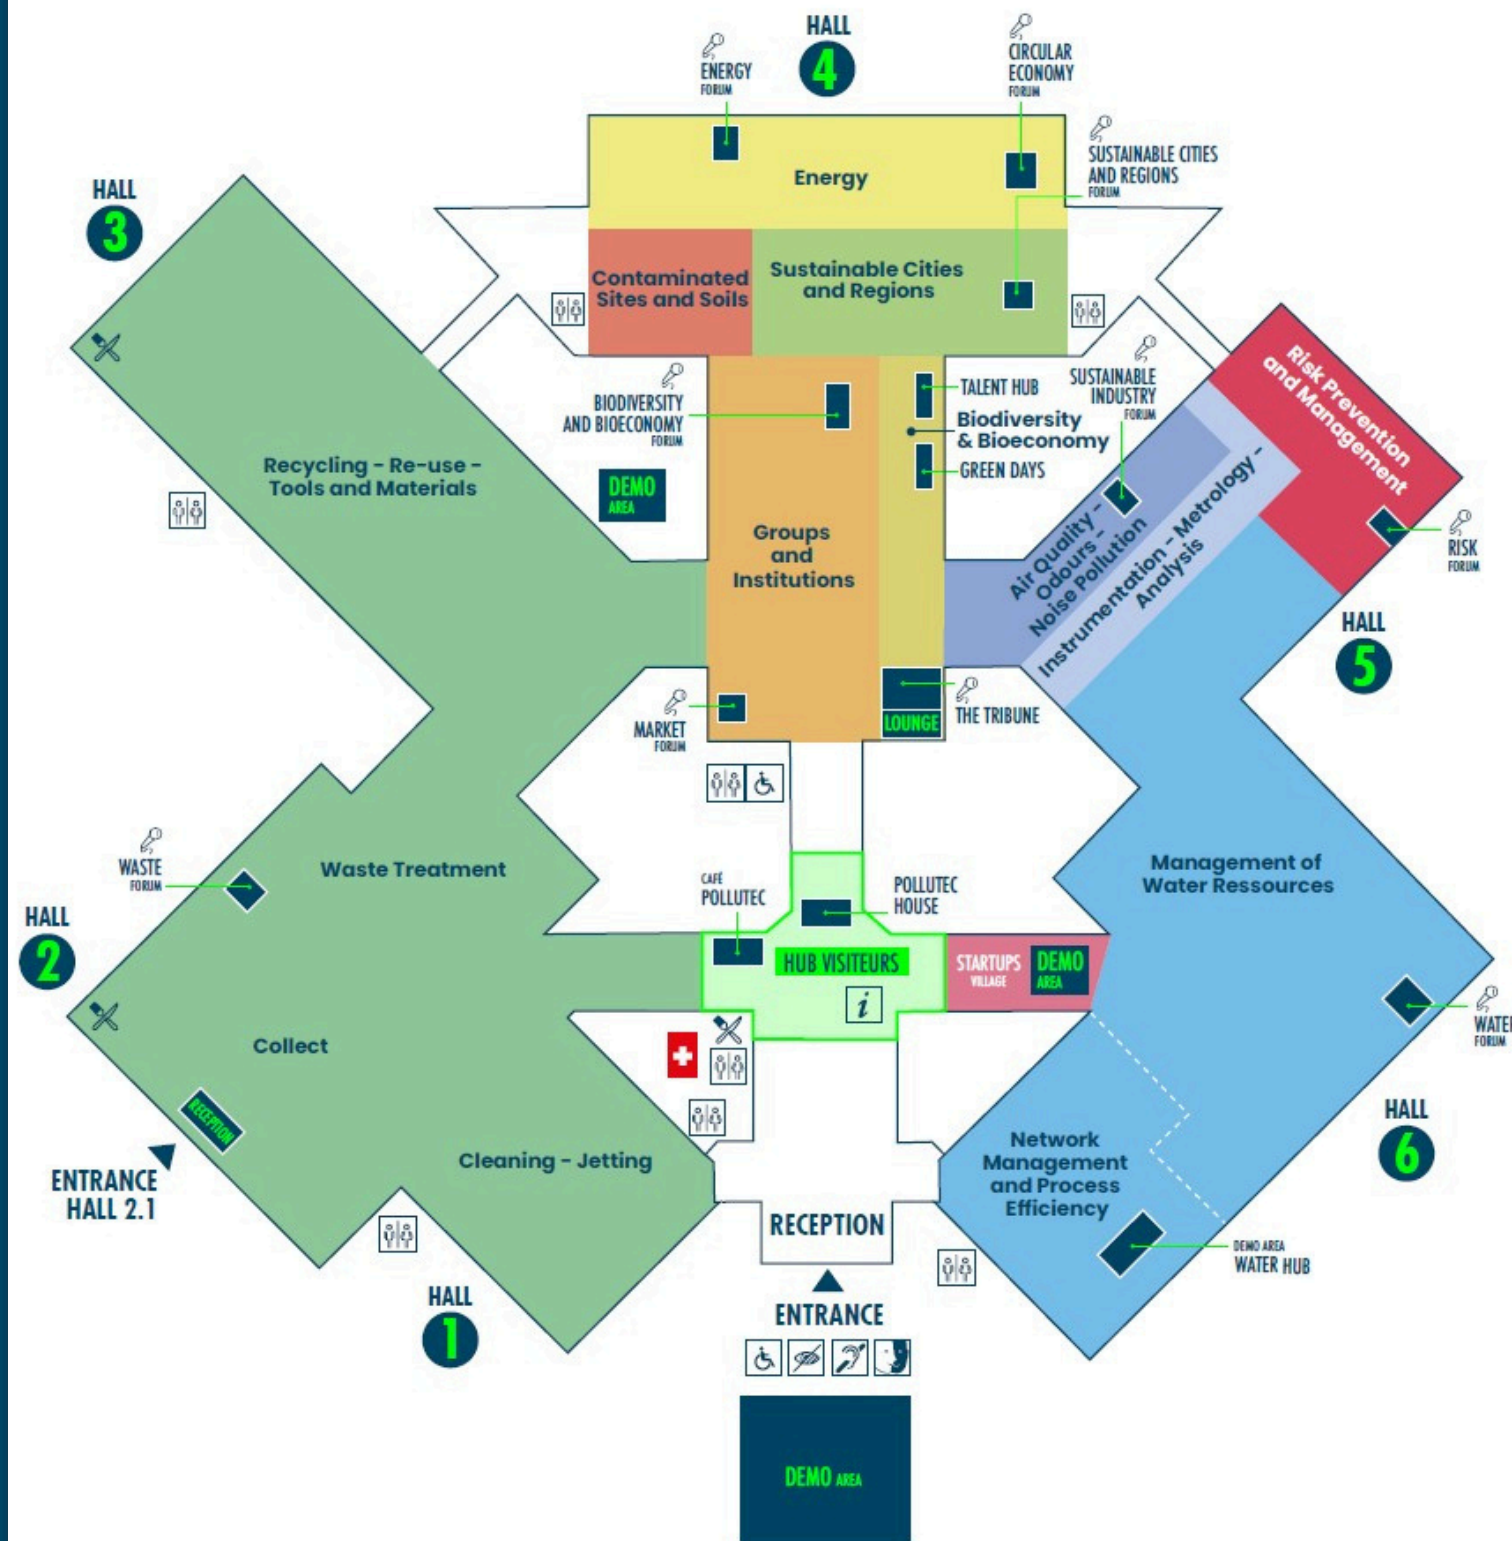 HALL
4
ENERGY
FORUM
CIRCULAR
ECONOMY
FORUM
SUSTAINABLE CITIES
AND REGIONS
FORUM
Energy
HALL
3
Contaminated
Sites and Soils
Sustainable Cities
and Regions
Risk Prevention
and Management
BIODIVERSITY
AND BIOECONOMY
FORUM
TALENT HUB
Biodiversity
& Bioeconomy
GREEN DAYS
SUSTAINABLE
INDUSTRY
FORUM
Recycling - Re-use -
Tools and Materials
DEMO
AREA
Groups
and
Institutions
Air Quality -
Odours -
Noise Pollution
Instrumentation - Metrology -
Analysis
RISK
FORUM
HALL
5
MARKET
FORUM
LOUNGE
THE TRIBUNE
WASTE
FORUM
Waste Treatment
CAFÉ
POLLUTEC
POLLUTEC
HOUSE
Management of
Water Ressources
HALL
2
HUB VISITEURS
i
STARTUPS
VILLAGE
DEMO
AREA
WATER
FORUM
Collect
RECEPTION
ENTRANCE
HALL 2.1
Cleaning - Jetting
Network
Management
and Process
Efficiency
HALL
6
RECEPTION
DEMO AREA
WATER HUB
HALL
1
ENTRANCE
DEMO AREA